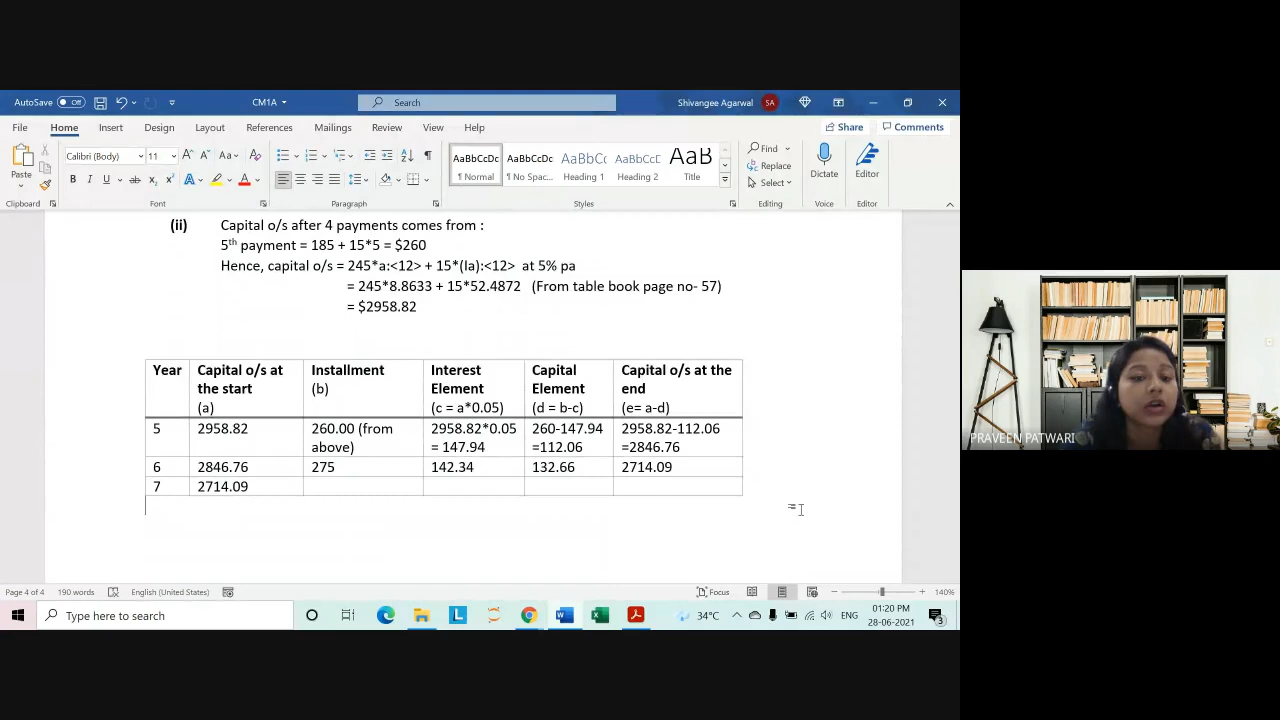 AutoSave Off CM1A Search Shivangee Agarwal SA
File Home Insert Design Layout References Mailings Review View Help Share Comments
Paste Calibri (Body) 11 A A Aa A AaBbCcDc AaBbCcDc AaBbCc AaBbCcD AaB Find Dictate Editor
¶ Normal ¶ No Spac... Heading 1 Heading 2 Title Replace
B I U ab x₂ x² A A Select
Clipboard Font Paragraph Styles Editing Voice Editor
(ii) Capital o/s after 4 payments comes from :
5th payment = 185 + 15*5 = $260
Hence, capital o/s = 245*a:<12> + 15*(Ia):<12> at 5% pa
= 245*8.8633 + 15*52.4872 (From table book page no- 57)
= $2958.82
Year Capital o/s at the start (a) Installment (b) Interest Element (c = a*0.05) Capital Element (d = b-c) Capital o/s at the end (e= a-d)
5 2958.82 260.00 (from above) 2958.82*0.05 = 147.94 260-147.94 =112.06 2958.82-112.06 =2846.76
6 2846.76 275 142.34 132.66 2714.09
7 2714.09
PRAVEEN PATWARI
Page 4 of 4 190 words English (United States) Focus 140%
Type here to search 34°C ENG 01:20 PM
28-06-2021 3